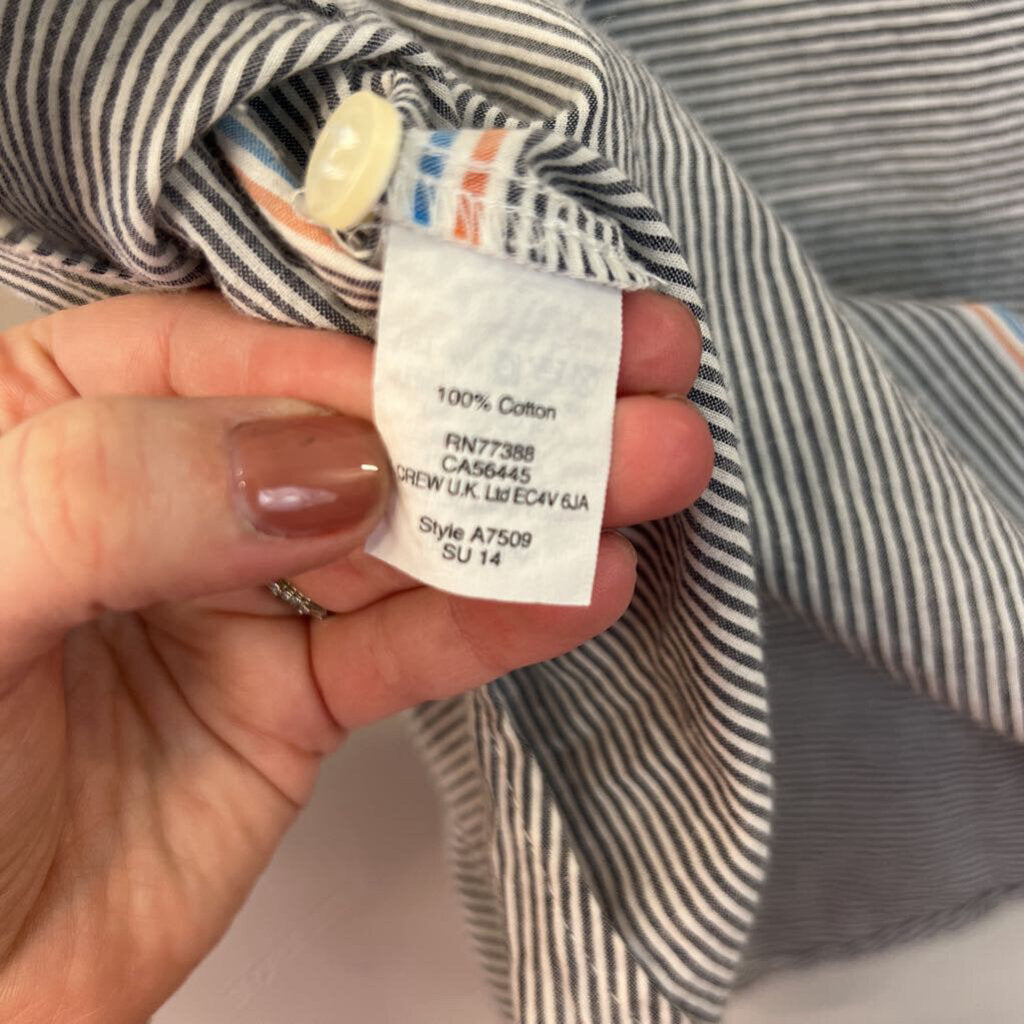 100% Cotton
RN77388
CA56445
CREW U.K. Ltd EC4V 6JA
Style A7509
SU 14